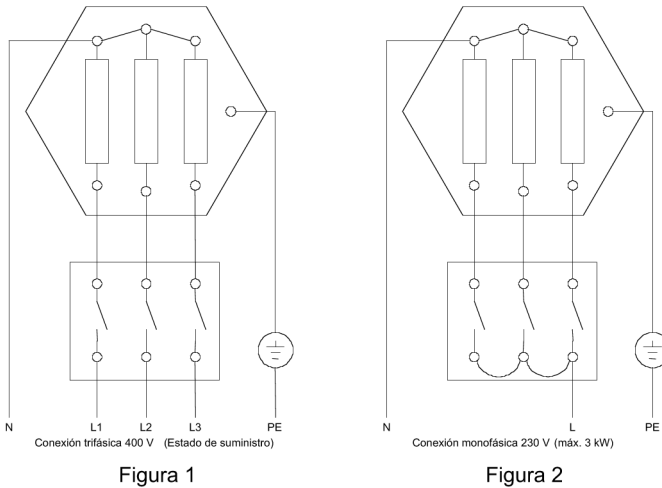 N L1 L2 L3 PE
Conexión trifásica 400 V (Estado de suministro)
Figura 1
N L PE
Conexión monofásica 230 V (máx. 3 kW)
Figura 2